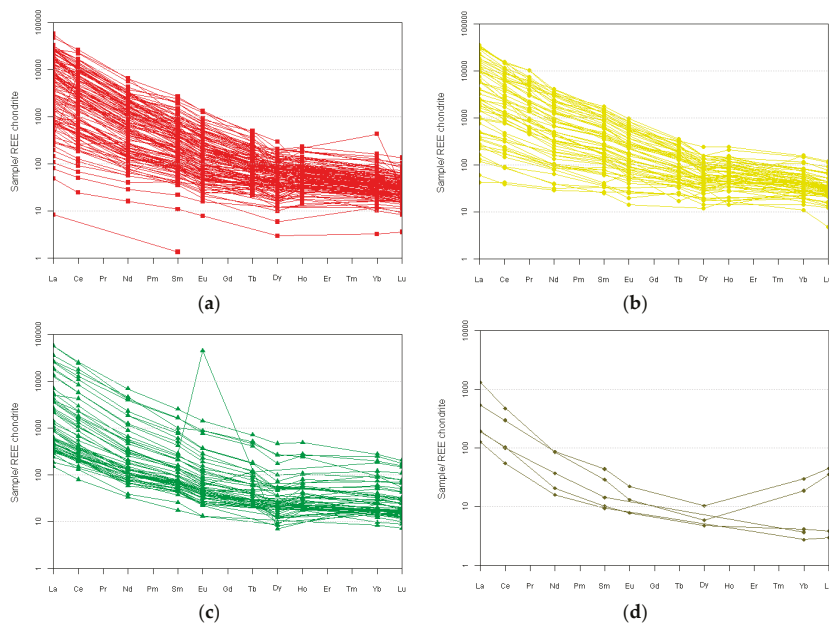 Sample/ REE chondrite
100000
10000
1000
100
10
1
La Ce Pr Nd Pm Sm Eu Gd Tb Dy Ho Er Tm Yb Lu
(a)
Sample/ REE chondrite
100000
10000
1000
100
10
1
La Ce Pr Nd Pm Sm Eu Gd Tb Dy Ho Er Tm Yb Lu
(b)
Sample/ REE chondrite
100000
10000
1000
100
10
1
La Ce Pr Nd Pm Sm Eu Gd Tb Dy Ho Er Tm Yb Lu
(c)
Sample/ REE chondrite
10000
1000
100
10
1
La Ce Pr Nd Pm Sm Eu Gd Tb Dy Ho Er Tm Yb
(d)